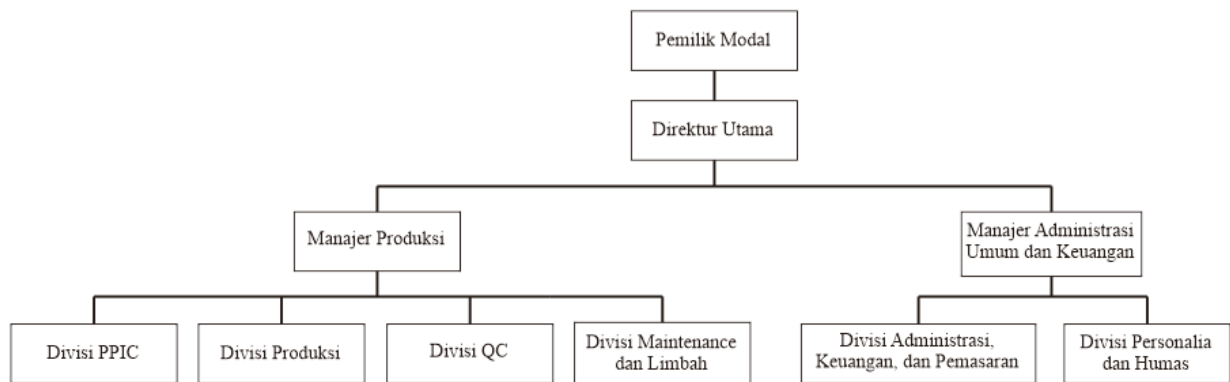 Pemilik Modal
Direktur Utama
Manajer Produksi
Manajer Administrasi
Umum dan Keuangan
Divisi PPIC
Divisi Produksi
Divisi QC
Divisi Maintenance
dan Limbah
Divisi Administrasi,
Keuangan, dan Pemasaran
Divisi Personalia
dan Humas